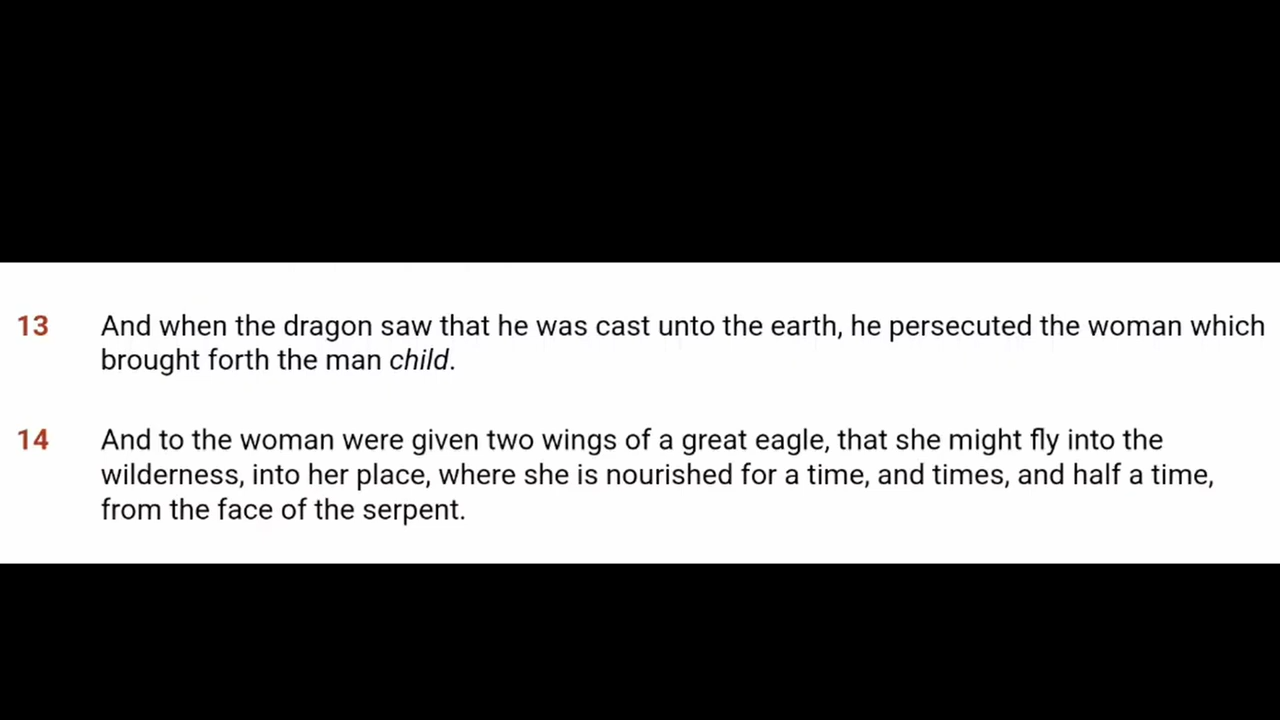 13 And when the dragon saw that he was cast unto the earth, he persecuted the woman which
brought forth the man child.
14 And to the woman were given two wings of a great eagle, that she might fly into the
wilderness, into her place, where she is nourished for a time, and times, and half a time,
from the face of the serpent.